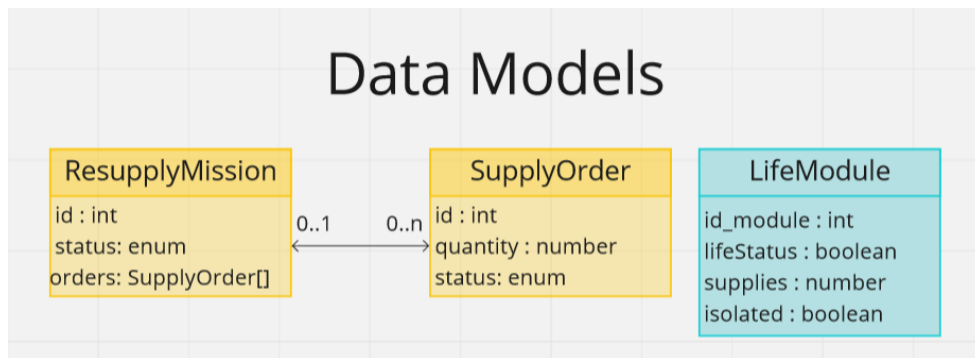 Data Models
ResupplyMission
id : int
status: enum
orders: SupplyOrder[]
0..1
0..n
SupplyOrder
id : int
quantity : number
status: enum
LifeModule
id_module : int
lifeStatus : boolean
supplies : number
isolated : boolean